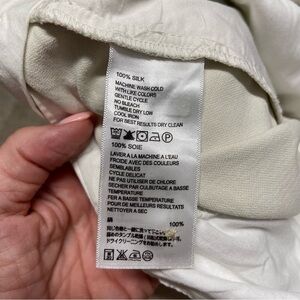 100% SILK
MACHINE WASH COLD
WITH LIKE COLORS
GENTLE CYCLE
NO BLEACH
TUMBLE DRY LOW
COOL IRON
FOR BEST RESULTS DRY CLEAN
100% SOIE
LAVER A LA MACHINE A L'EAU
FROIDE AVEC DES COULEURS
SEMBLABLES
CYCLE DELICAT
NE PAS UTILISER DE CHLORE
SECHER PAR CULBUTAGE A BASSE
TEMPERATURE
FER A BASSE TEMPERATURE
POUR DE MEILLEURS RESULTATS
NETTOYER A SEC
絹 100%